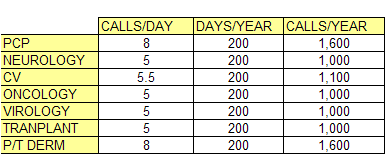 CALLS/DAY DAYS/YEAR CALLS/YEAR
PCP 8 200 1,600
NEUROLOGY 5 200 1,000
CV 5.5 200 1,100
ONCOLOGY 5 200 1,000
VIROLOGY 5 200 1,000
TRANPLANT 5 200 1,000
P/T DERM 8 200 1,600